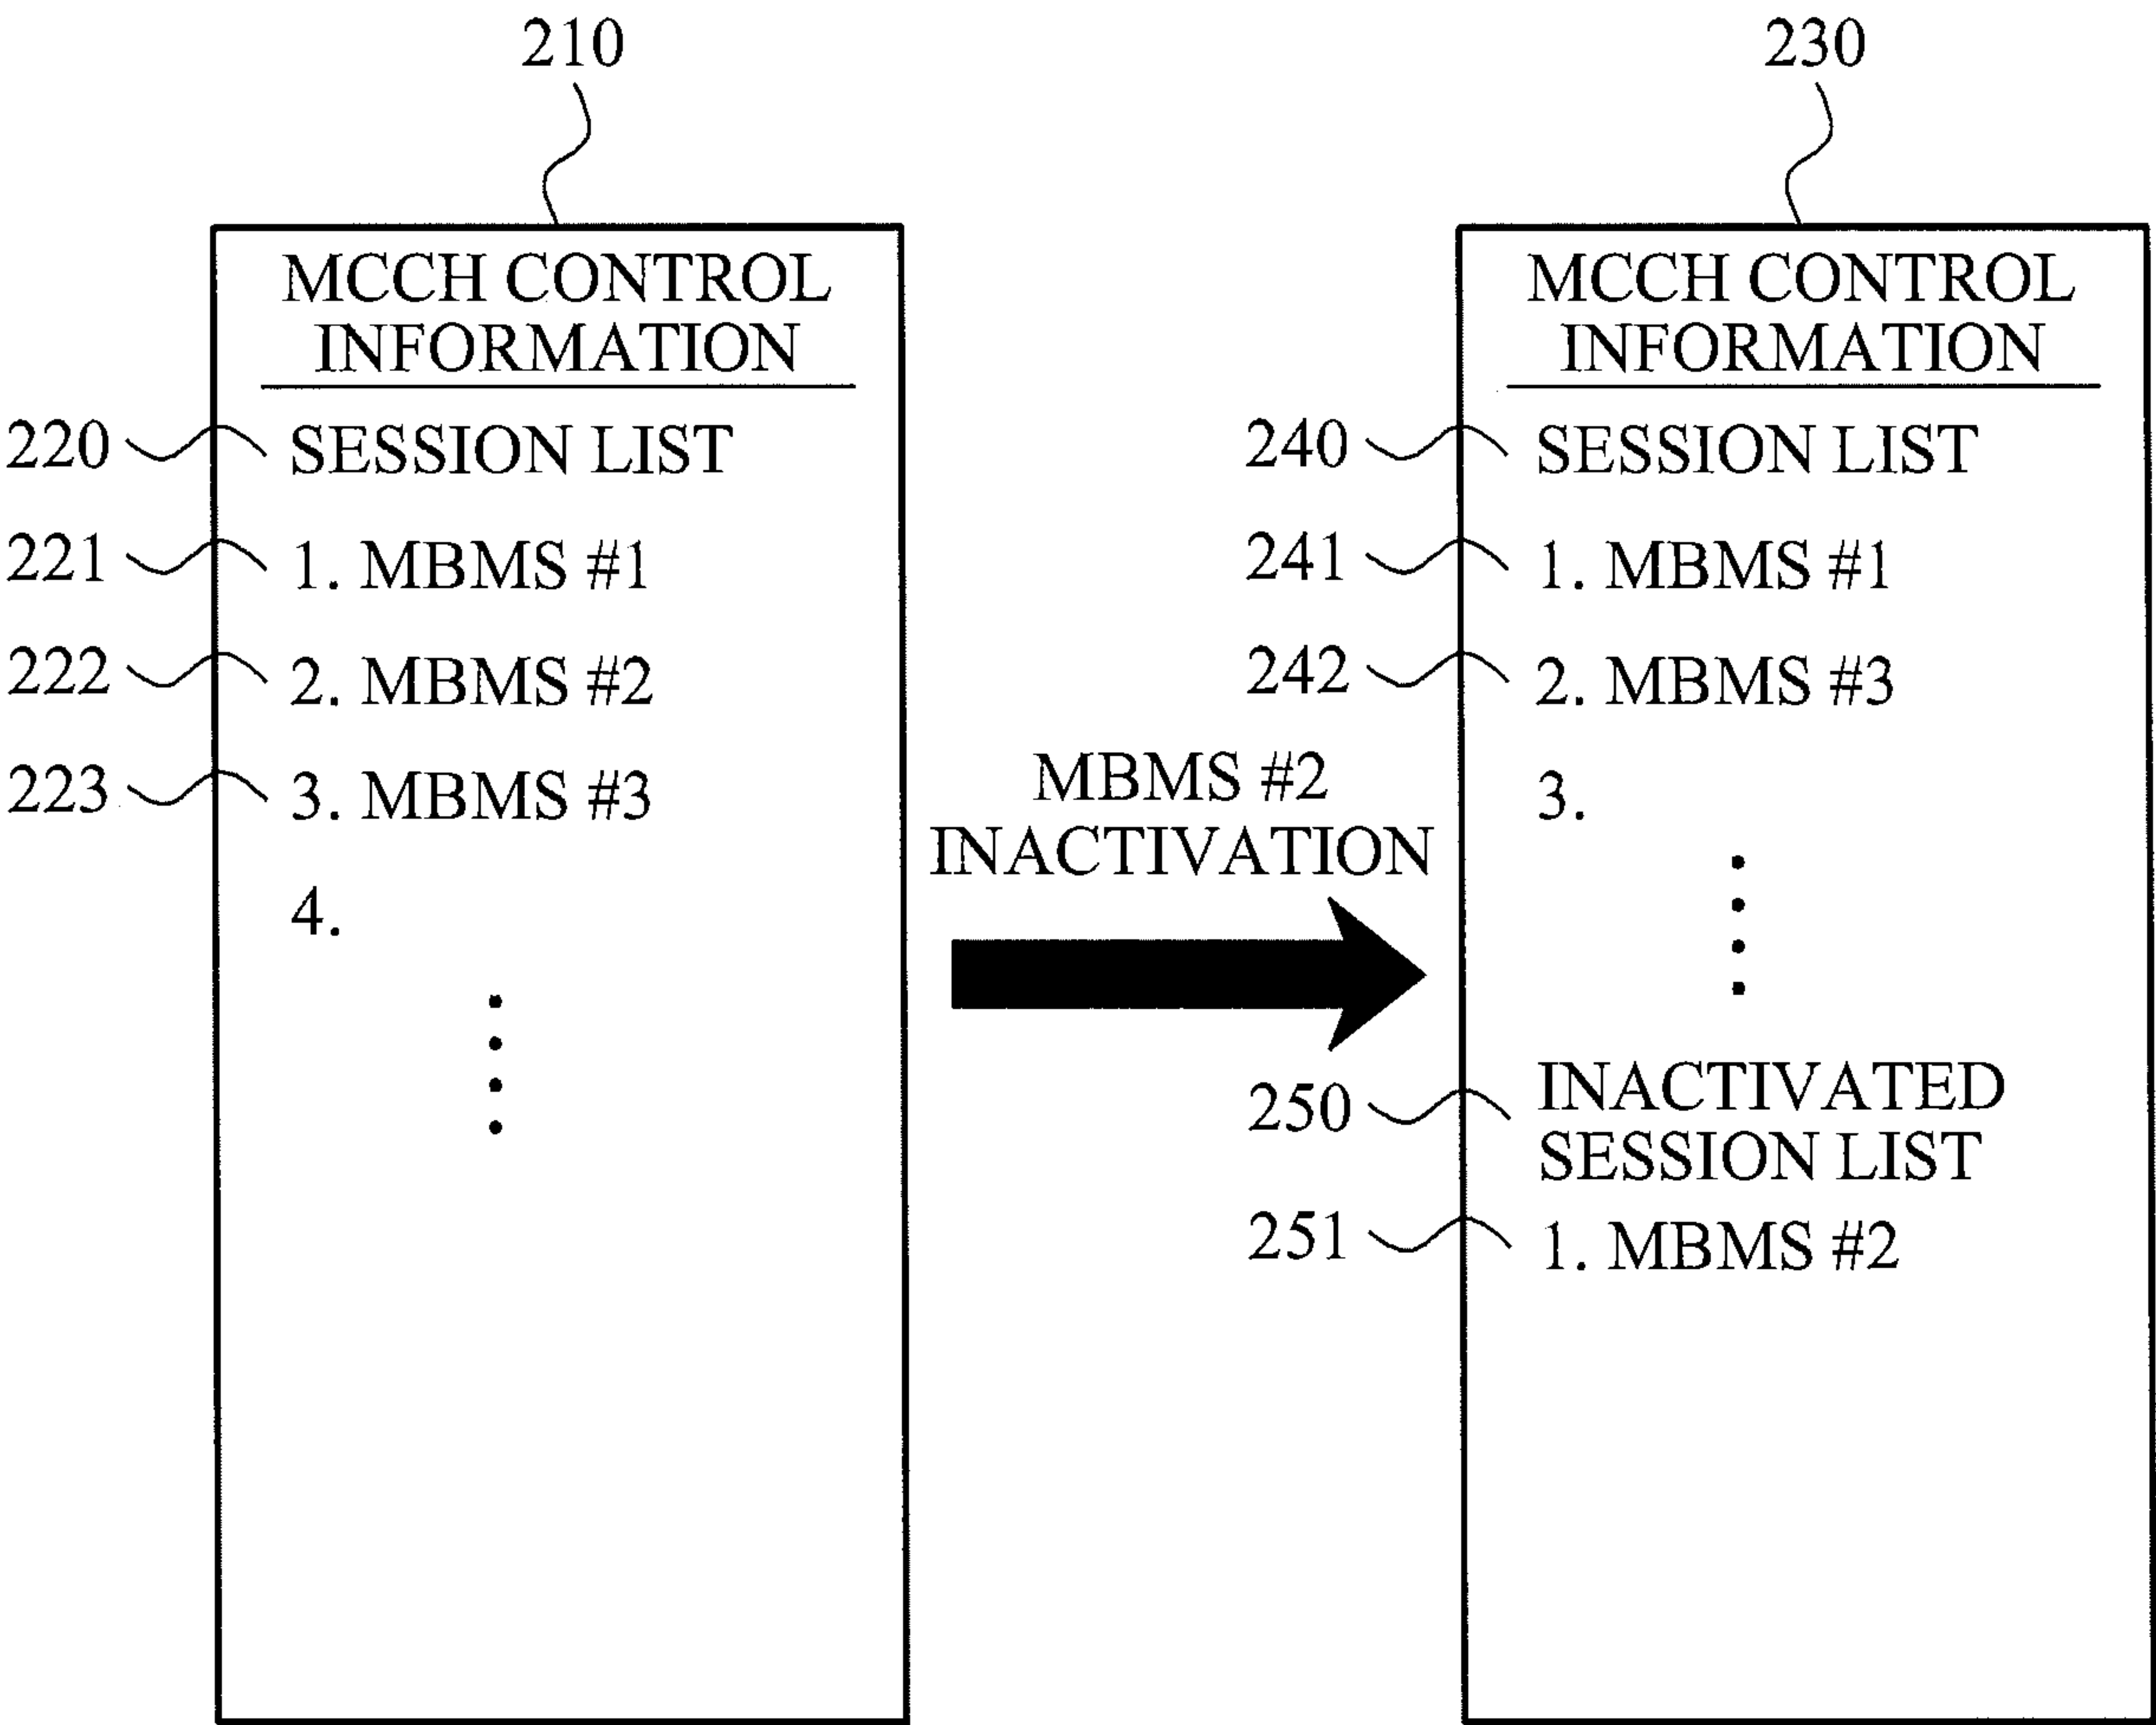 210
MCCH CONTROL
INFORMATION
220 SESSION LIST
221 1. MBMS #1
222 2. MBMS #2
223 3. MBMS #3
4.
MBMS #2
INACTIVATION
230
MCCH CONTROL
INFORMATION
240 SESSION LIST
241 1. MBMS #1
242 2. MBMS #3
3.
250 INACTIVATED
SESSION LIST
251 1. MBMS #2